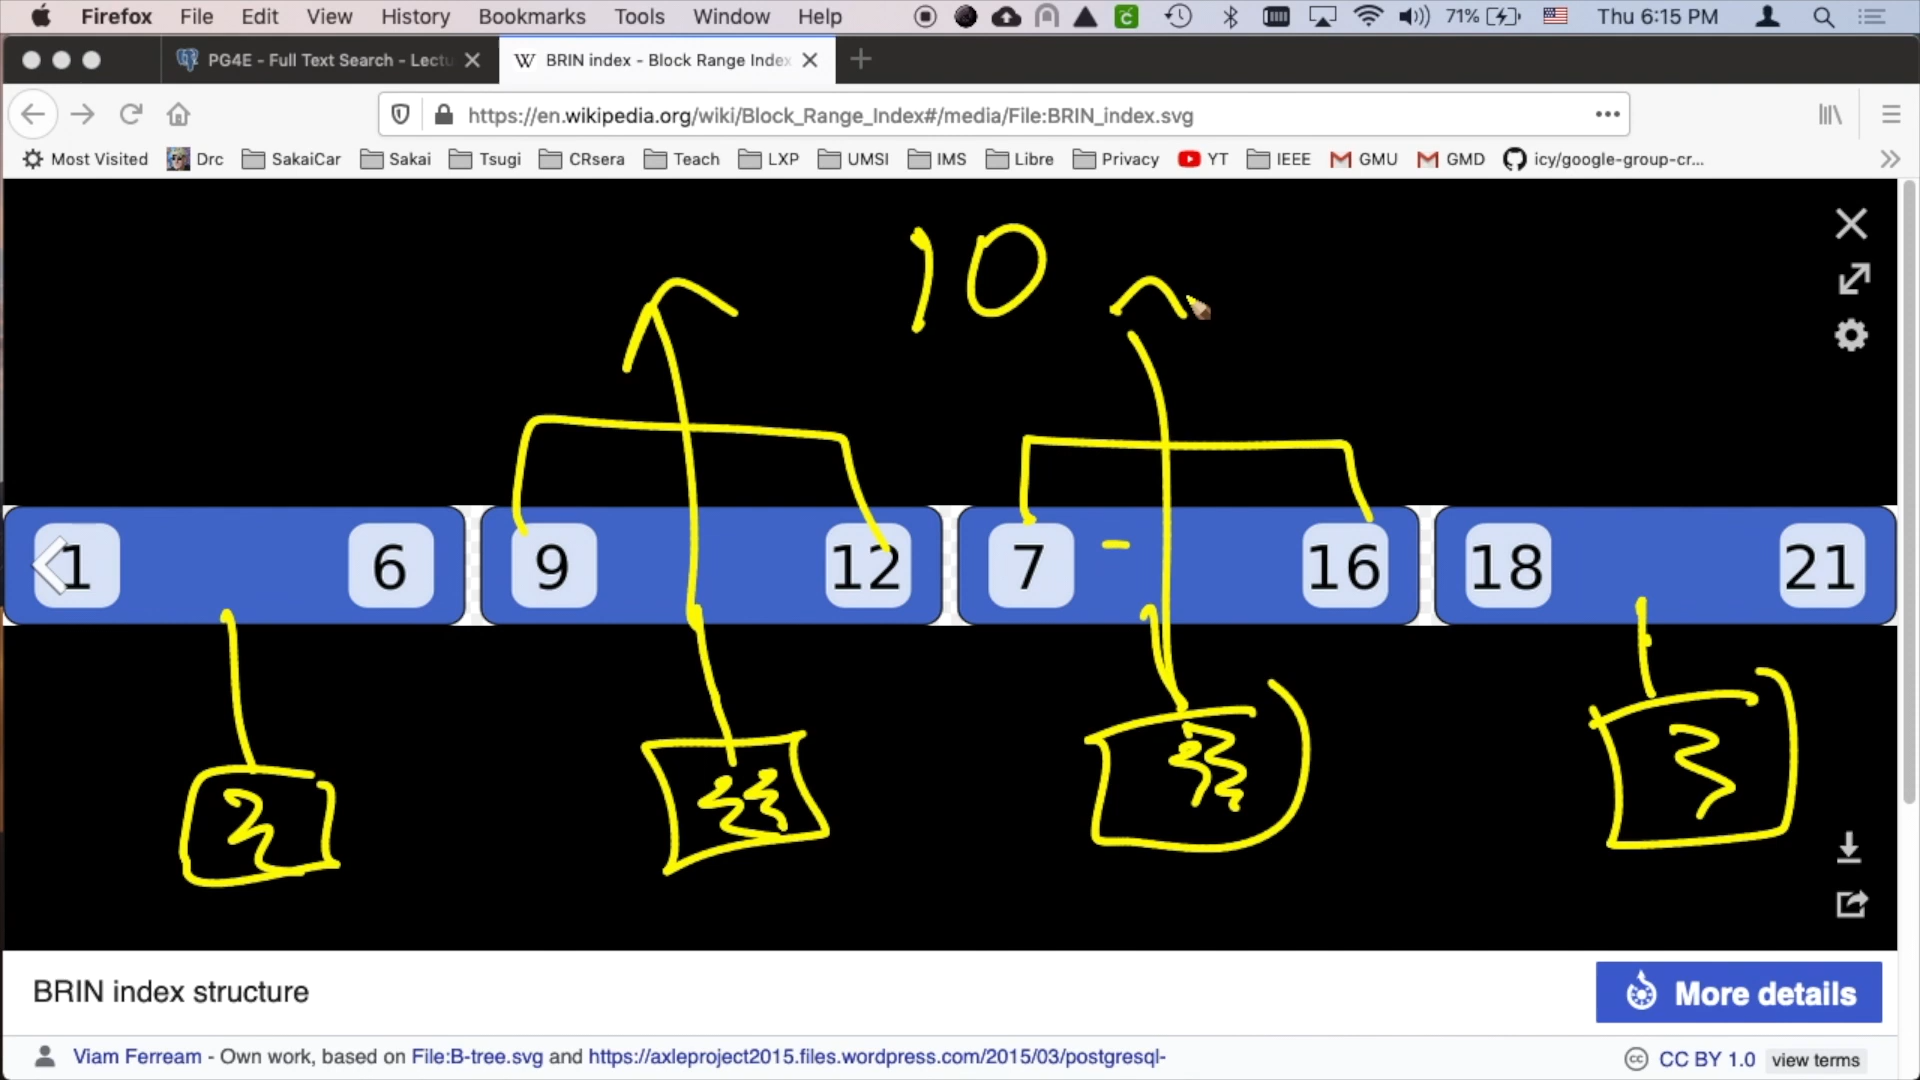 Firefox File Edit View History Bookmarks Tools Window Help 71% Thu 6:15 PM
PG4E - Full Text Search - Lectu BRIN index - Block Range Index
https://en.wikipedia.org/wiki/Block_Range_Index#/media/File:BRIN_index.svg
Most Visited Drc SakaiCar Sakai Tsugi CRsera Teach LXP UMSI IMS Libre Privacy YT IEEE GMU GMD icy/google-group-cr...
10
1 6 9 12 7 - 16 18 21
BRIN index structure
More details
Viam Ferream - Own work, based on File:B-tree.svg and https://axleproject2015.files.wordpress.com/2015/03/postgresql-
cc CC BY 1.0 view terms